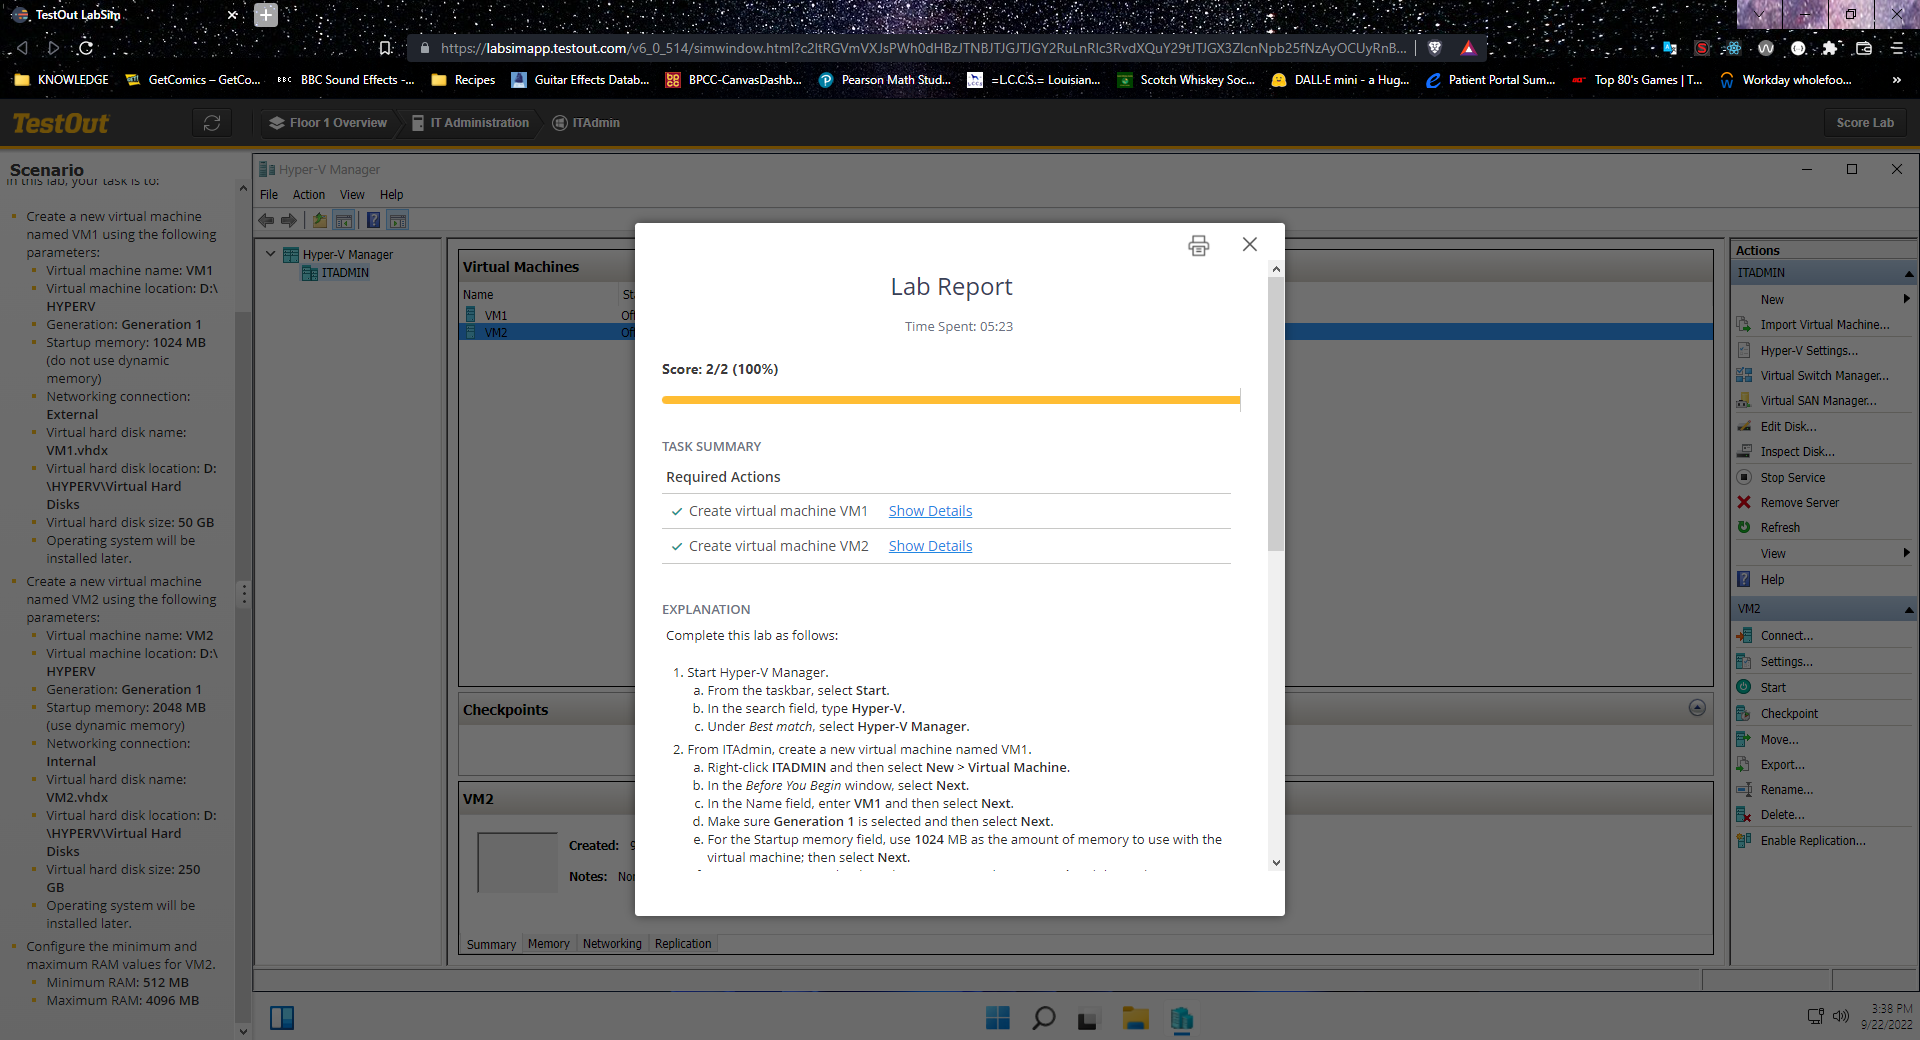 TestOut LabSim
https://labsimapp.testout.com/v6_0_514/simwindow.html?
KNOWLEDGE
GetComics – GetCo...
BBC BBC Sound Effects -...
Recipes
Guitar Effects Datab...
BPCC-CanvasDashb...
Pearson Math Stud...
=L.C.C.S.= Louisian...
Scotch Whiskey Soc...
DALL·E mini - a Hug...
Patient Portal Sum...
Top 80's Games | T...
Workday wholefoo...
»
TestOut
Floor 1 Overview
IT Administration
ITAdmin
Score Lab
Scenario
In this lab, your task is to:
Create a new virtual machine
named VM1 using the following
parameters:
Virtual machine name: VM1
Virtual machine location: D:\
HYPERV
Generation: Generation 1
Startup memory: 1024 MB
(do not use dynamic
memory)
Networking connection:
External
Virtual hard disk name:
VM1.vhdx
Virtual hard disk location: D:
\HYPERV\Virtual Hard
Disks
Virtual hard disk size: 50 GB
Operating system will be
installed later.
Create a new virtual machine
named VM2 using the following
parameters:
Virtual machine name: VM2
Virtual machine location: D:\
HYPERV
Generation: Generation 1
Startup memory: 2048 MB
(use dynamic memory)
Networking connection:
Internal
Virtual hard disk name:
VM2.vhdx
Virtual hard disk location: D:
\HYPERV\Virtual Hard
Disks
Virtual hard disk size: 250
GB
Operating system will be
installed later.
Configure the minimum and
maximum RAM values for VM2.
Minimum RAM: 512 MB
Maximum RAM: 4096 MB
Hyper-V Manager
File Action View Help
Hyper-V Manager
ITADMIN
Virtual Machines
Name
VM1
VM2
Checkpoints
VM2
Created:
Notes:
Summary Memory Networking Replication
Lab Report
Time Spent: 05:23
Score: 2/2 (100%)
TASK SUMMARY
Required Actions
Create virtual machine VM1 Show Details
Create virtual machine VM2 Show Details
EXPLANATION
Complete this lab as follows:
1. Start Hyper-V Manager.
a. From the taskbar, select Start.
b. In the search field, type Hyper-V.
c. Under Best match, select Hyper-V Manager.
2. From ITAdmin, create a new virtual machine named VM1.
a. Right-click ITADMIN and then select New > Virtual Machine.
b. In the Before You Begin window, select Next.
c. In the Name field, enter VM1 and then select Next.
d. Make sure Generation 1 is selected and then select Next.
e. For the Startup memory field, use 1024 MB as the amount of memory to use with the
virtual machine; then select Next.
Actions
ITADMIN
New
Import Virtual Machine...
Hyper-V Settings...
Virtual Switch Manager...
Virtual SAN Manager...
Edit Disk...
Inspect Disk...
Stop Service
Remove Server
Refresh
View
Help
VM2
Connect...
Settings...
Start
Checkpoint
Move...
Export...
Rename...
Delete...
Enable Replication...
3:38 PM
9/22/2022